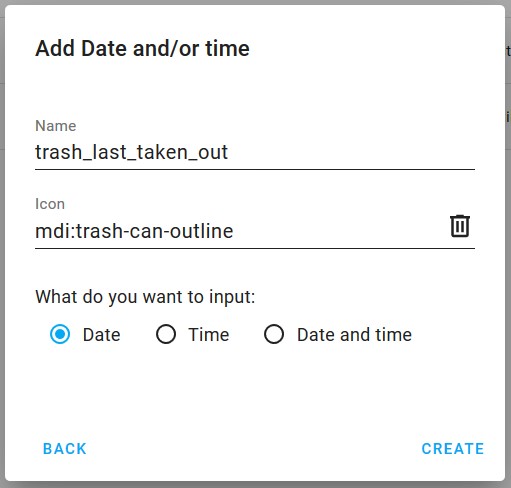 Add Date and/or time
Name
trash_last_taken_out
Icon
mdi:trash-can-outline
What do you want to input:
Date Time Date and time
BACK CREATE